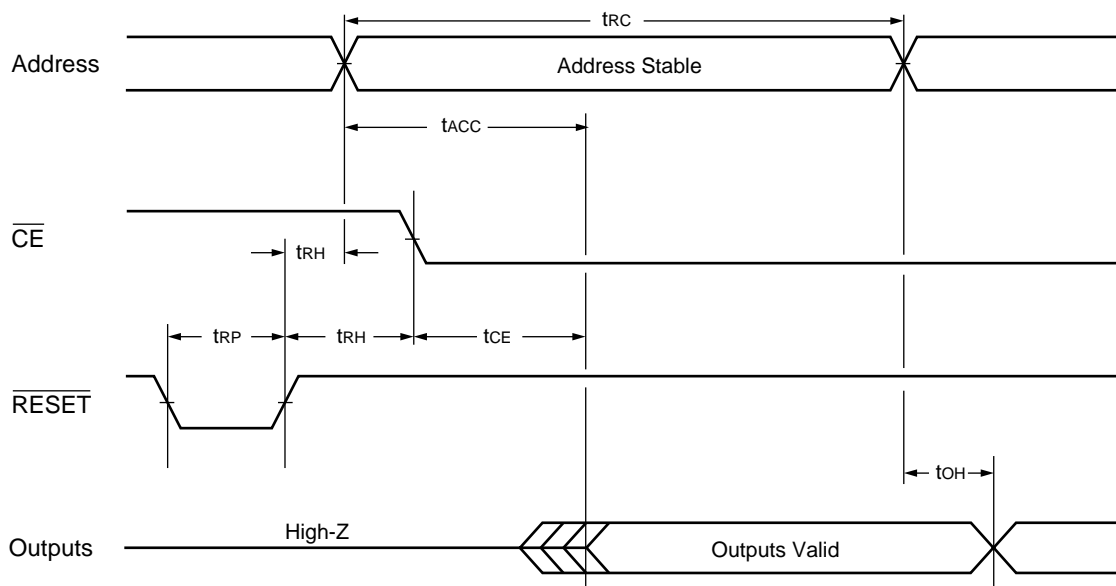 tRC
Address
Address Stable
tACC
CE
tRH
tRP
tRH
tCE
RESET
tOH
High-Z
Outputs
Outputs Valid